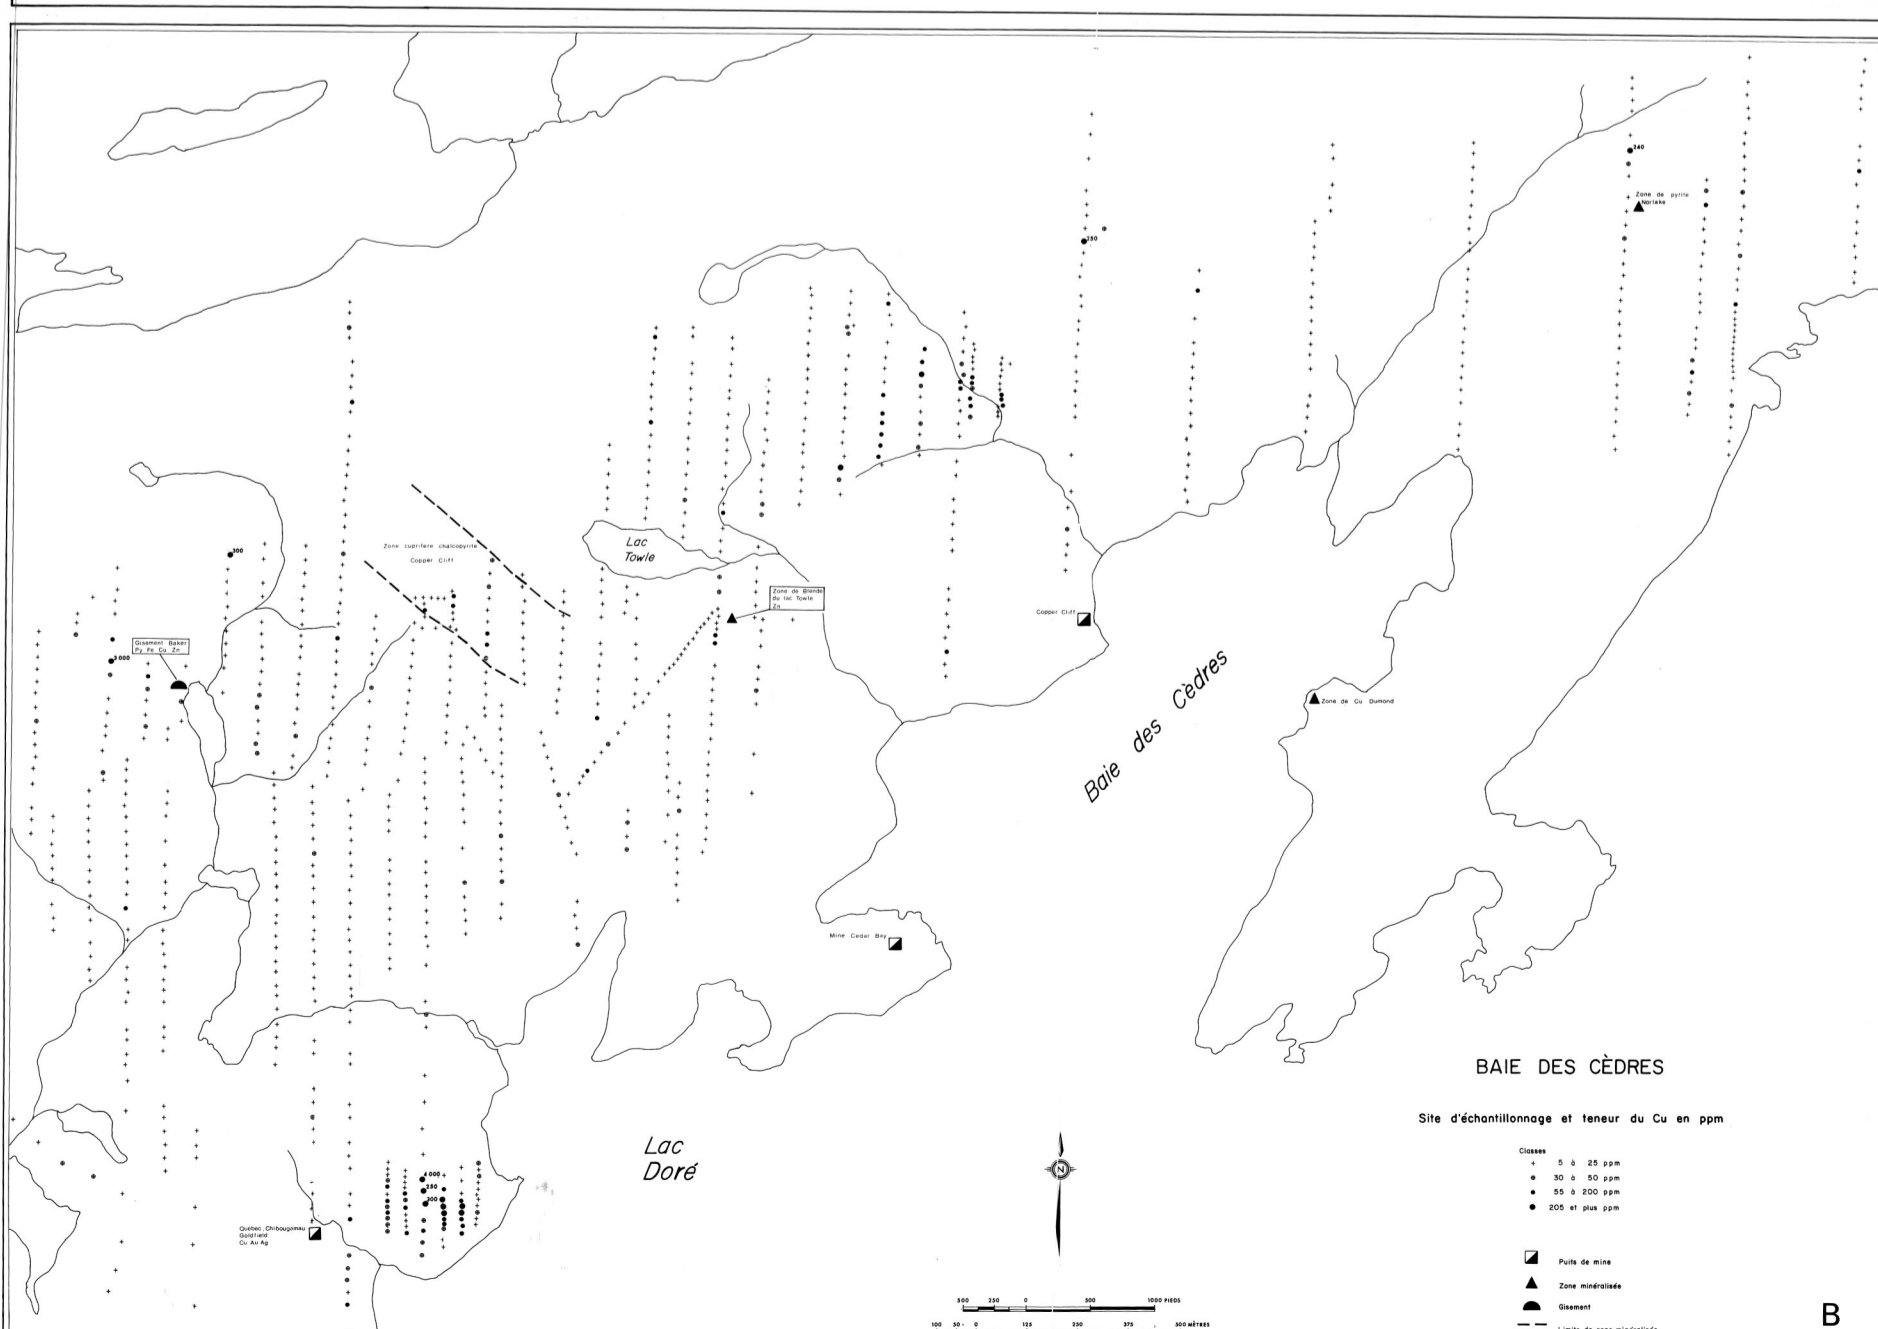 240
Zone de pyrite
Norlake
250
Zone cuprifère chalcopyrite
Copper Cliff
300
Lac
Towle
Zone de Blende
du lac Towle
Zn
Copper Cliff
Gisement Baker
Py Fe Cu Zn
3 000
Baie des Cèdres
Zone de Cu Dumond
Mine Cedar Bay
BAIE DES CÈDRES
Site d'échantillonnage et teneur du Cu en ppm
Classes
5 à 25 ppm
30 à 50 ppm
55 à 200 ppm
205 et plus ppm
Lac
Doré
N
4 000
250
300
Québec, Chibougamau
Goldfield
Cu Au Ag
Puits de mine
Zone minéralisée
Gisement
Limite de zone minéralisée
500 250 0 500 1000 PIEDS
100 50 0 125 250 375 500 MÈTRES
B